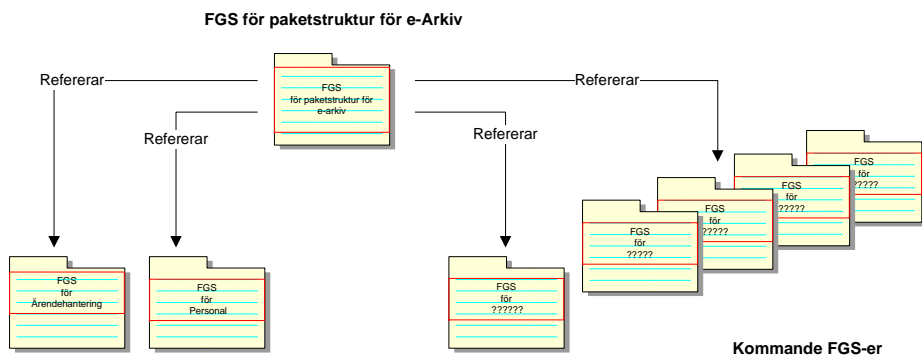 FGS för paketstruktur för e-Arkiv
Refererar
FGS
för paketstruktur för
e-arkiv
Refererar
Refererar
Refererar
FGS
för
?????
FGS
för
?????
FGS
för
?????
FGS
för
?????
FGS
för
Ärendehantering
FGS
för
Personal
FGS
för
??????
Kommande FGS-er